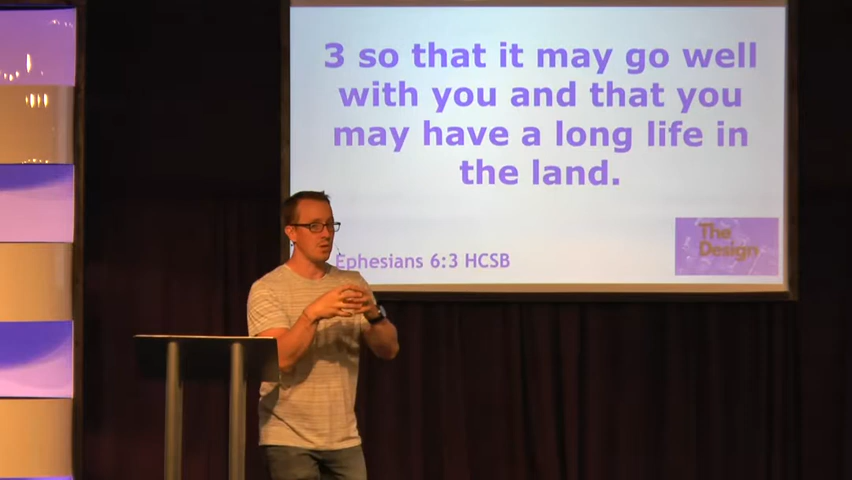 3 so that it may go well
with you and that you
may have a long life in
the land.
Ephesians 6:3 HCSB
The
Design